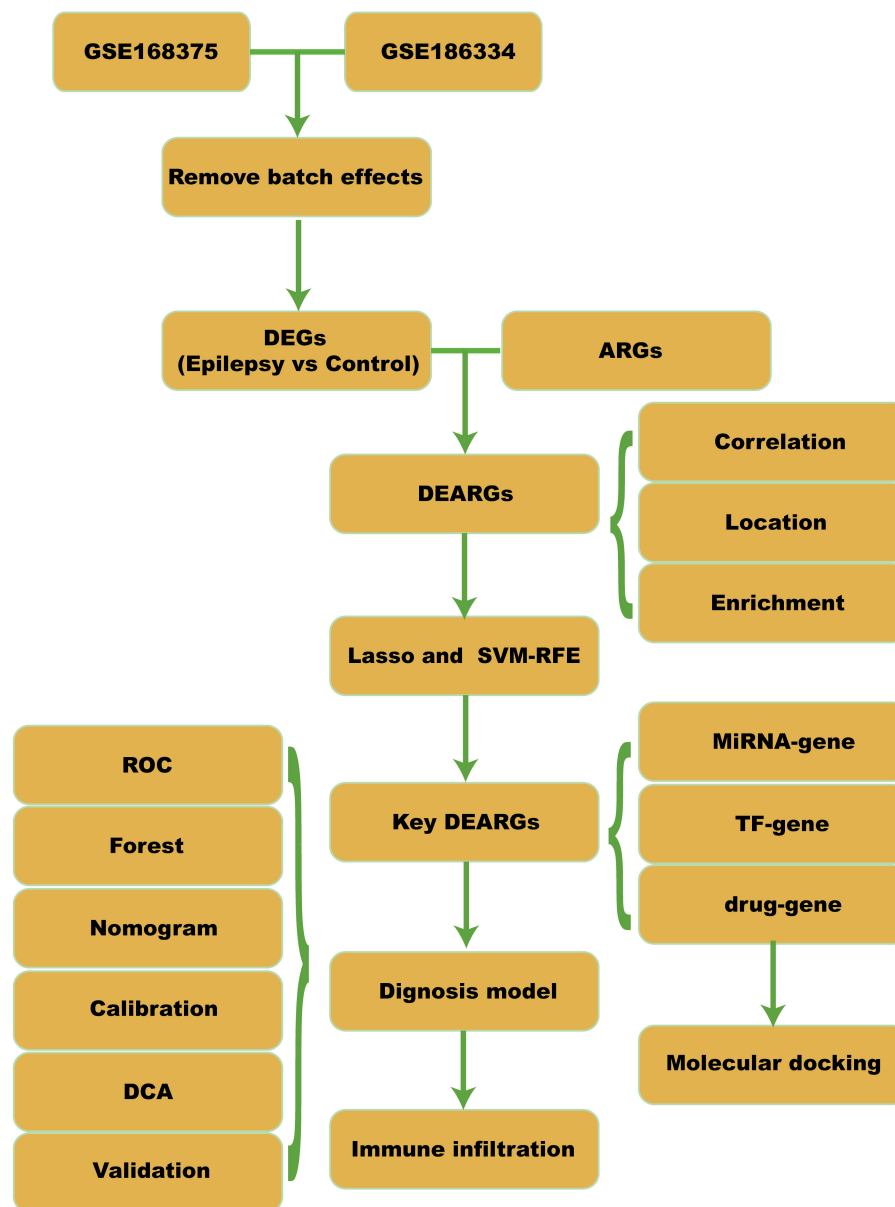 GSE168375
GSE186334
Remove batch effects
DEGs
(Epilepsy vs Control)
ARGs
Correlation
DEARGs
Location
Enrichment
Lasso and  SVM-RFE
MiRNA-gene
ROC
Key DEARGs
TF-gene
Forest
drug-gene
Nomogram
Dignosis model
Calibration
Molecular docking
DCA
Immune infiltration
Validation